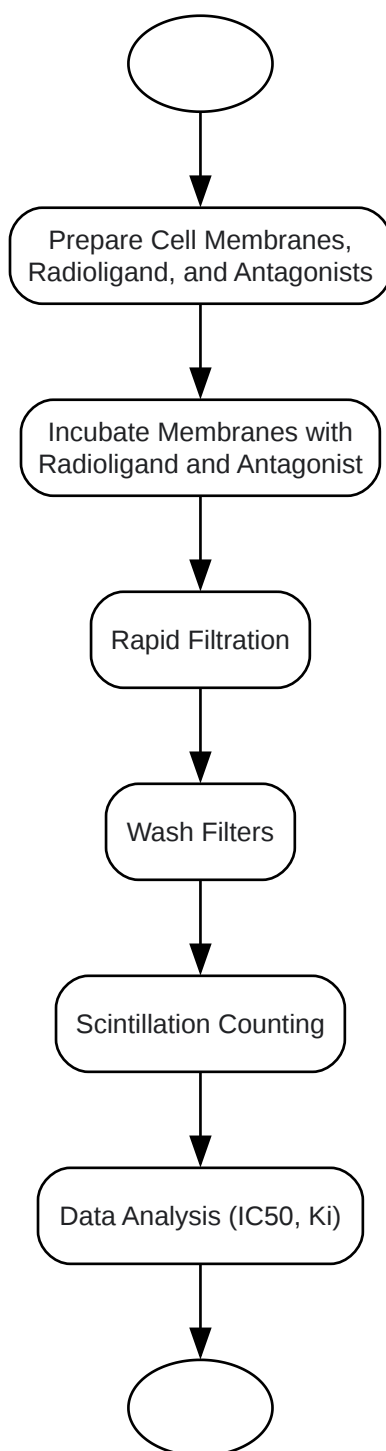 Prepare Cell Membranes,
Radioligand, and Antagonists
Incubate Membranes with
Radioligand and Antagonist
Rapid Filtration
Wash Filters
Scintillation Counting
Data Analysis (IC50, Ki)